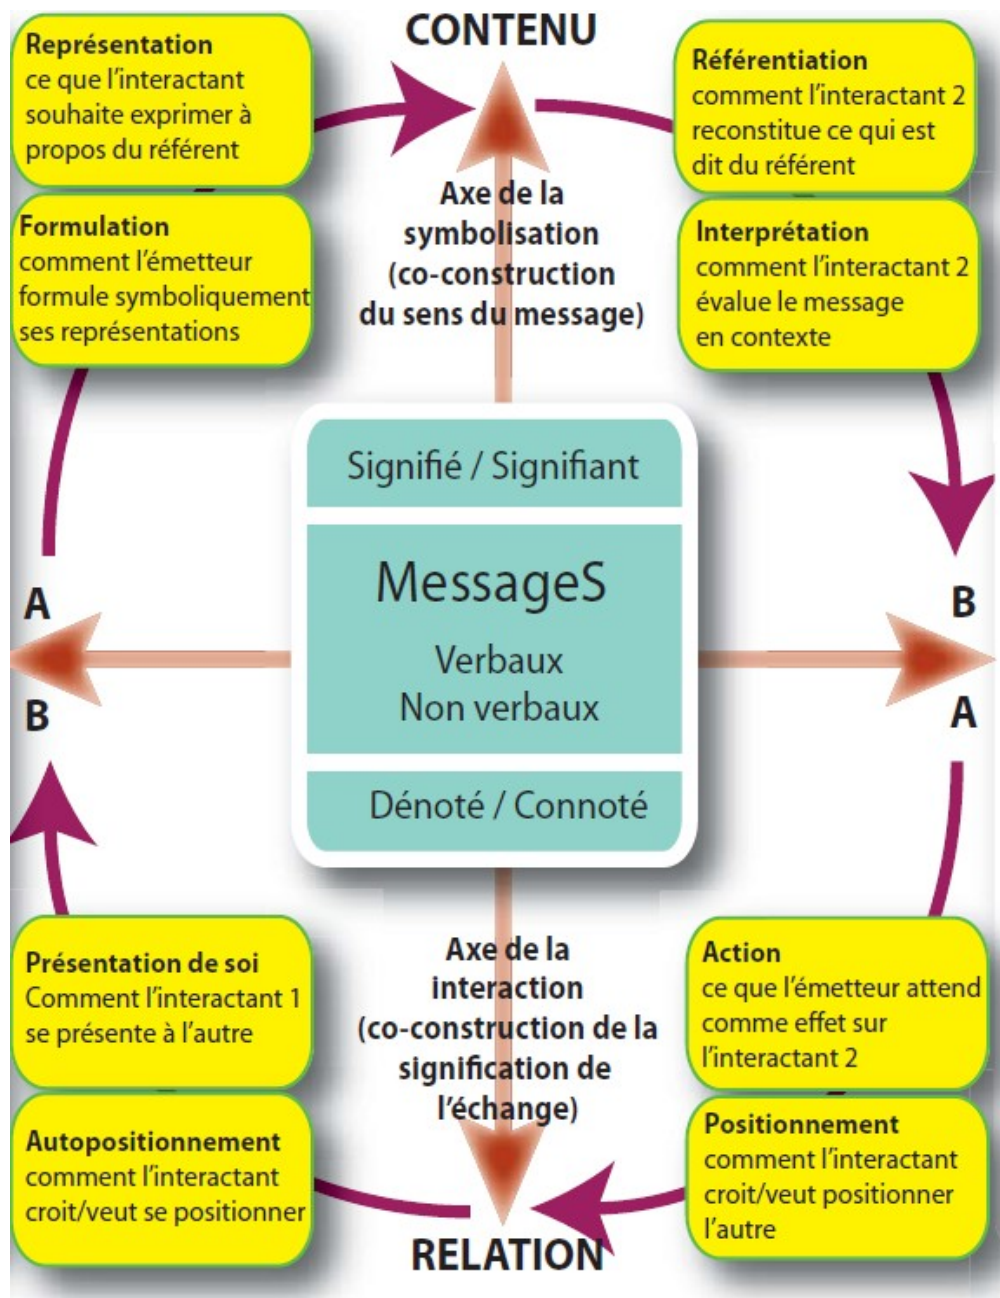 CONTENU
Représentation
ce que l'interactant
souhaite exprimer à
propos du référent
Référentiation
comment l'interactant 2
reconstitue ce qui est
dit du référent
Axe de la
symbolisation
(co-construction
du sens du message)
Formulation
comment l'émetteur
formule symboliquement
ses représentations
Interprétation
comment l'interactant 2
évalue le message
en contexte
Signifié / Signifiant
MessageS
Verbaux
Non verbaux
Dénoté / Connoté
A
B
B
A
Présentation de soi
Comment l'interactant 1
se présente à l'autre
Axe de la
interaction
(co-construction de la
signification de
l'échange)
Action
ce que l'émetteur attend
comme effet sur
l'interactant 2
Autopositionnement
comment l'interactant
croit/veut se positionner
Positionnement
comment l'interactant
croit/veut positionner
l'autre
RELATION